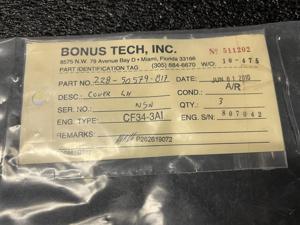 BONUS TECH, INC. Nº 511202
8575 N.W. 79 Avenue Bay D • Miami, Florida 33166
PART IDENTIFICATION TAG (305) 884-6670 W/O: 10-475
PART NO. 228-50579-817 DATE: JUN 01 2010
DESC: COVER LH COND: A/R
SER. NO. NSN QTY: 3
ENG. TYPE: CF34-3A1 ENG. S/N: 807042
REMARKS: P262619072